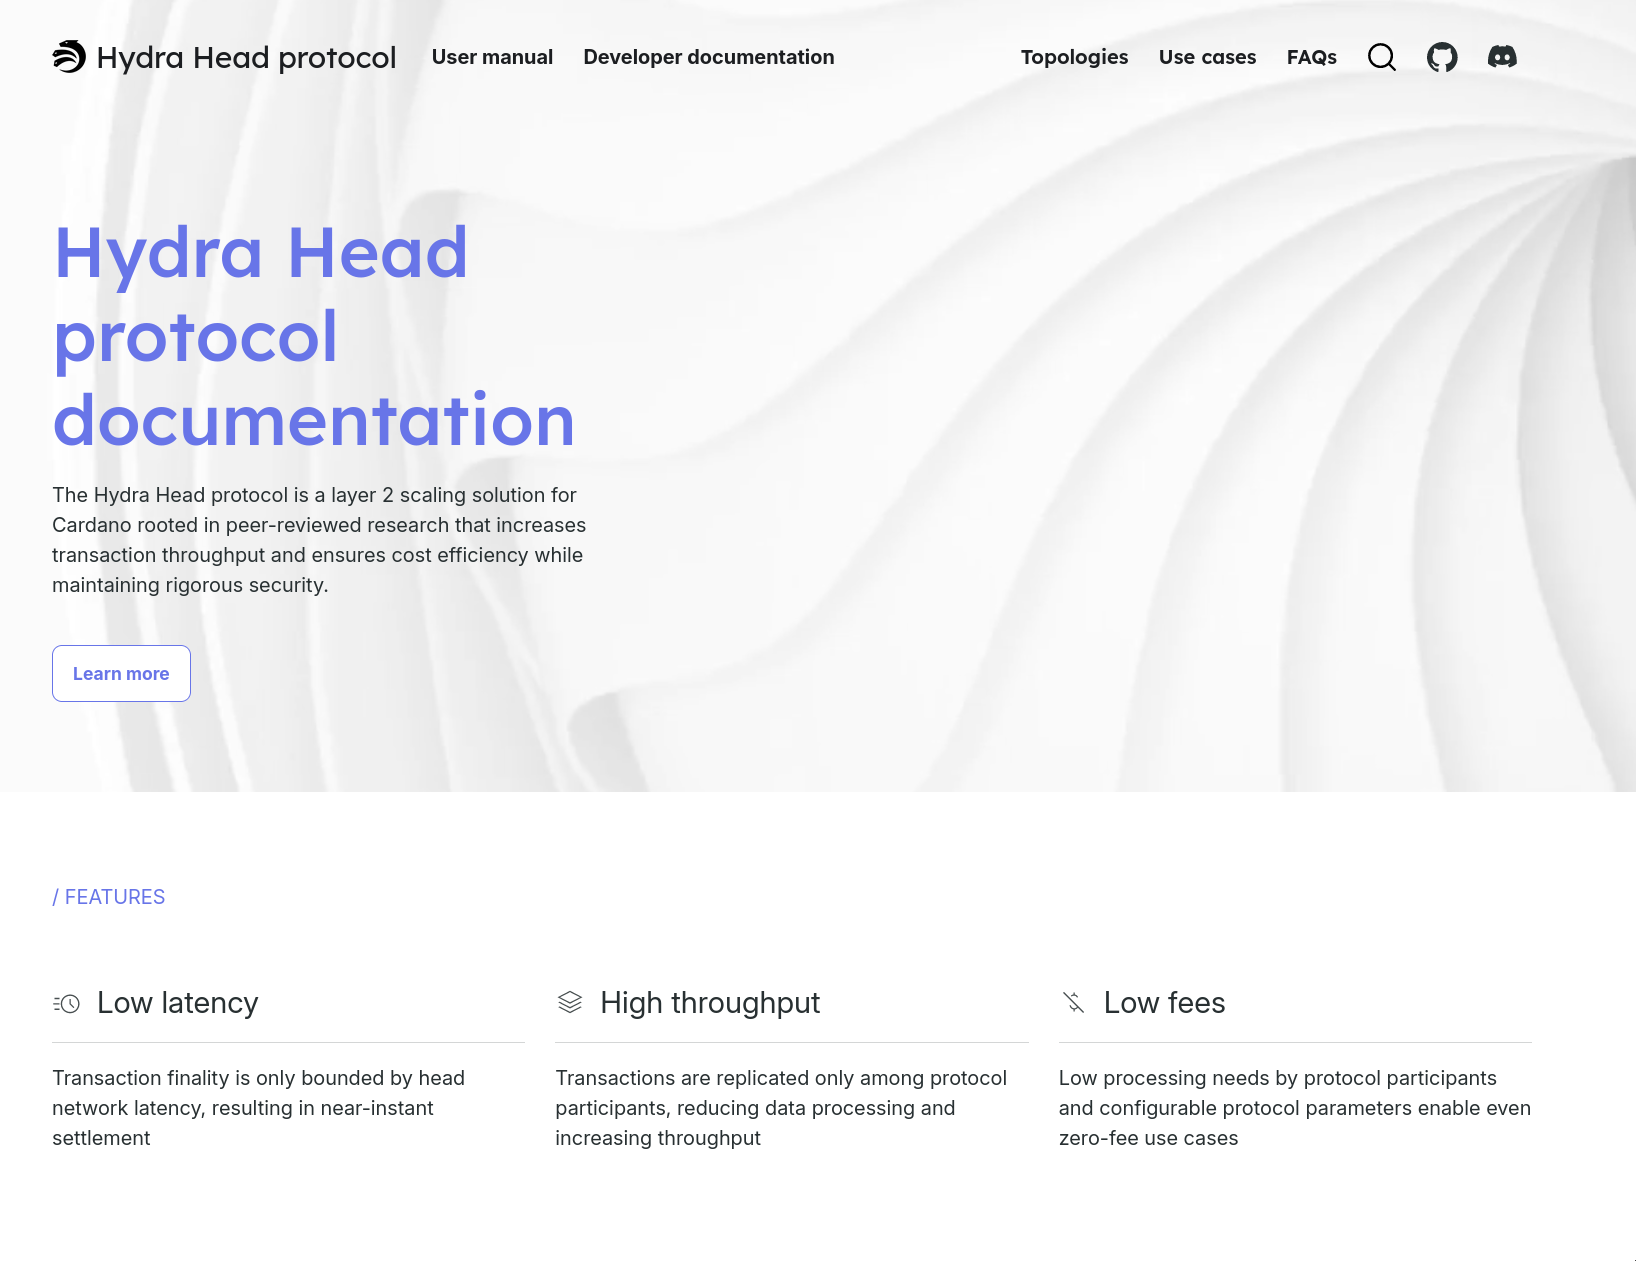 Hydra Head protocol
User manual
Developer documentation
Topologies
Use cases
FAQs
Hydra Head
protocol
documentation
The Hydra Head protocol is a layer 2 scaling solution for
Cardano rooted in peer-reviewed research that increases
transaction throughput and ensures cost efficiency while
maintaining rigorous security.
Learn more
/ FEATURES
Low latency
Transaction finality is only bounded by head
network latency, resulting in near-instant
settlement
High throughput
Transactions are replicated only among protocol
participants, reducing data processing and
increasing throughput
Low fees
Low processing needs by protocol participants
and configurable protocol parameters enable even
zero-fee use cases